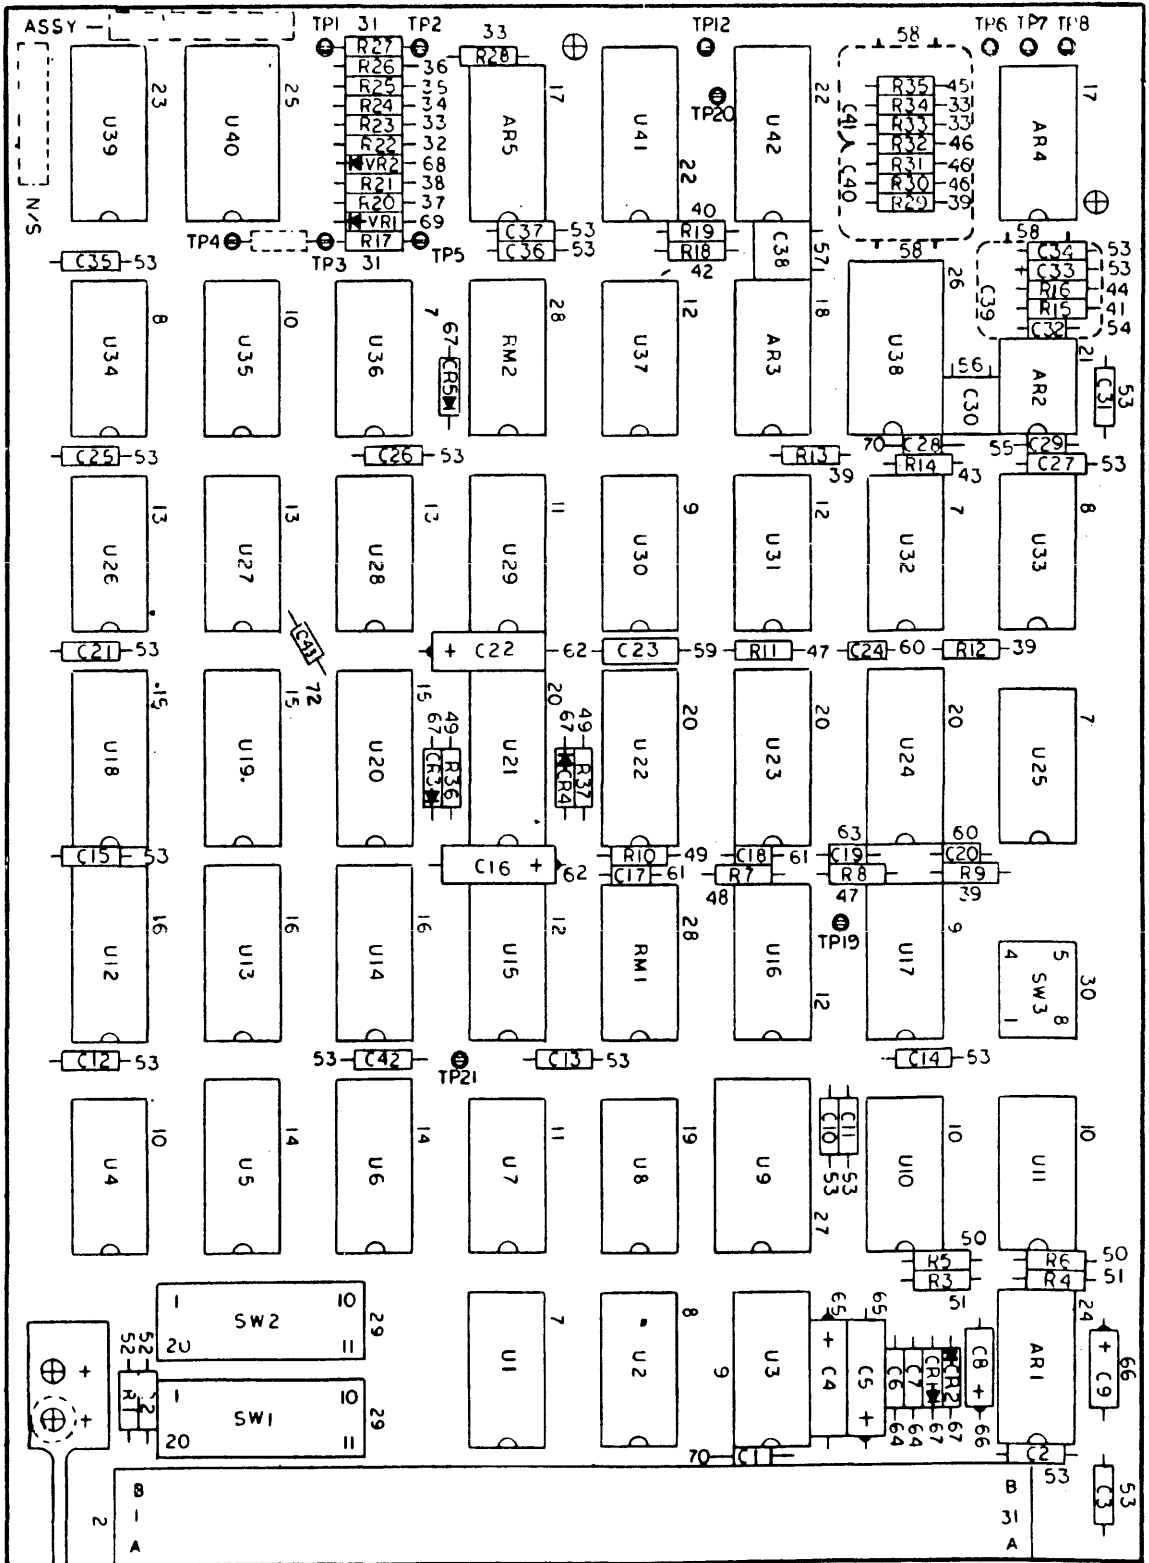 ASSY
TP1 31 TP2 33 TP12 58 TP6 TP7 TP8
R27 R28
R26 36
R25 35
R24 34
R23 33
R22 32
VR2 68
R21 38
R20 37
VR1 69
R17
TP4 TP3 31 TP5
N/S
U39 23 U40 25 AR5 17 U41 22 TP20 U42 22 C41 C40 AR4 17
R35 45
R34 33
R33 33
R32 46
R31 46
R30 46
R29 39
58
C35 53
C37 53
C36 53
40
R19
R18
42
C38 57
58
C34 53
C33 53
R16 44
R15 41
C32 54
C39
U34 8 U35 10 U36 7 67 CR5 RM2 28 U37 12 AR3 18 U38 26 56 C30 AR2 21 C31 53
C25 53 C26 53 R13 39 70 C28 R14 43 55 C29 C27 53
U26 13 U27 13 U28 13 U29 11 U30 9 U31 12 U32 7 U33 8
C21 53 C43 72 + C22 62 C23 59 R11 47 C24 60 R12 39
U18 15 U19 15 U20 15 67 49 CR3 R36 U21 20 67 49 CR4 R37 U22 20 U23 20 U24 20 U25 7
C15 53 C16 + 62 R10 49 C17 61 C18 61 R7 48 63 C19 R8 47 60 C20 R9 39
U12 16 U13 16 U14 16 U15 12 RM1 28 U16 12 TP19 U17 9 4 5 SW3 1 8 30
C12 53 53 C42 TP21 C13 53 C14 53
U4 10 U5 14 U6 14 U7 11 U8 19 U9 27 C10 C11 53 53 U10 10 U11 10
50
R5 R6 50
R3 R4 51
51
1 10 SW2 20 11 29
1 10 SW1 20 11 29
+ +
52 52 R1
U1 7 U2 8 U3 9 65 + C4 65 C5 + C6 64 C7 64 CR1 67 CR2 67 C8 + 66 AR1 24 + C9 66
70 C1 C2 53 C3 53
2
B B
1 31
A A